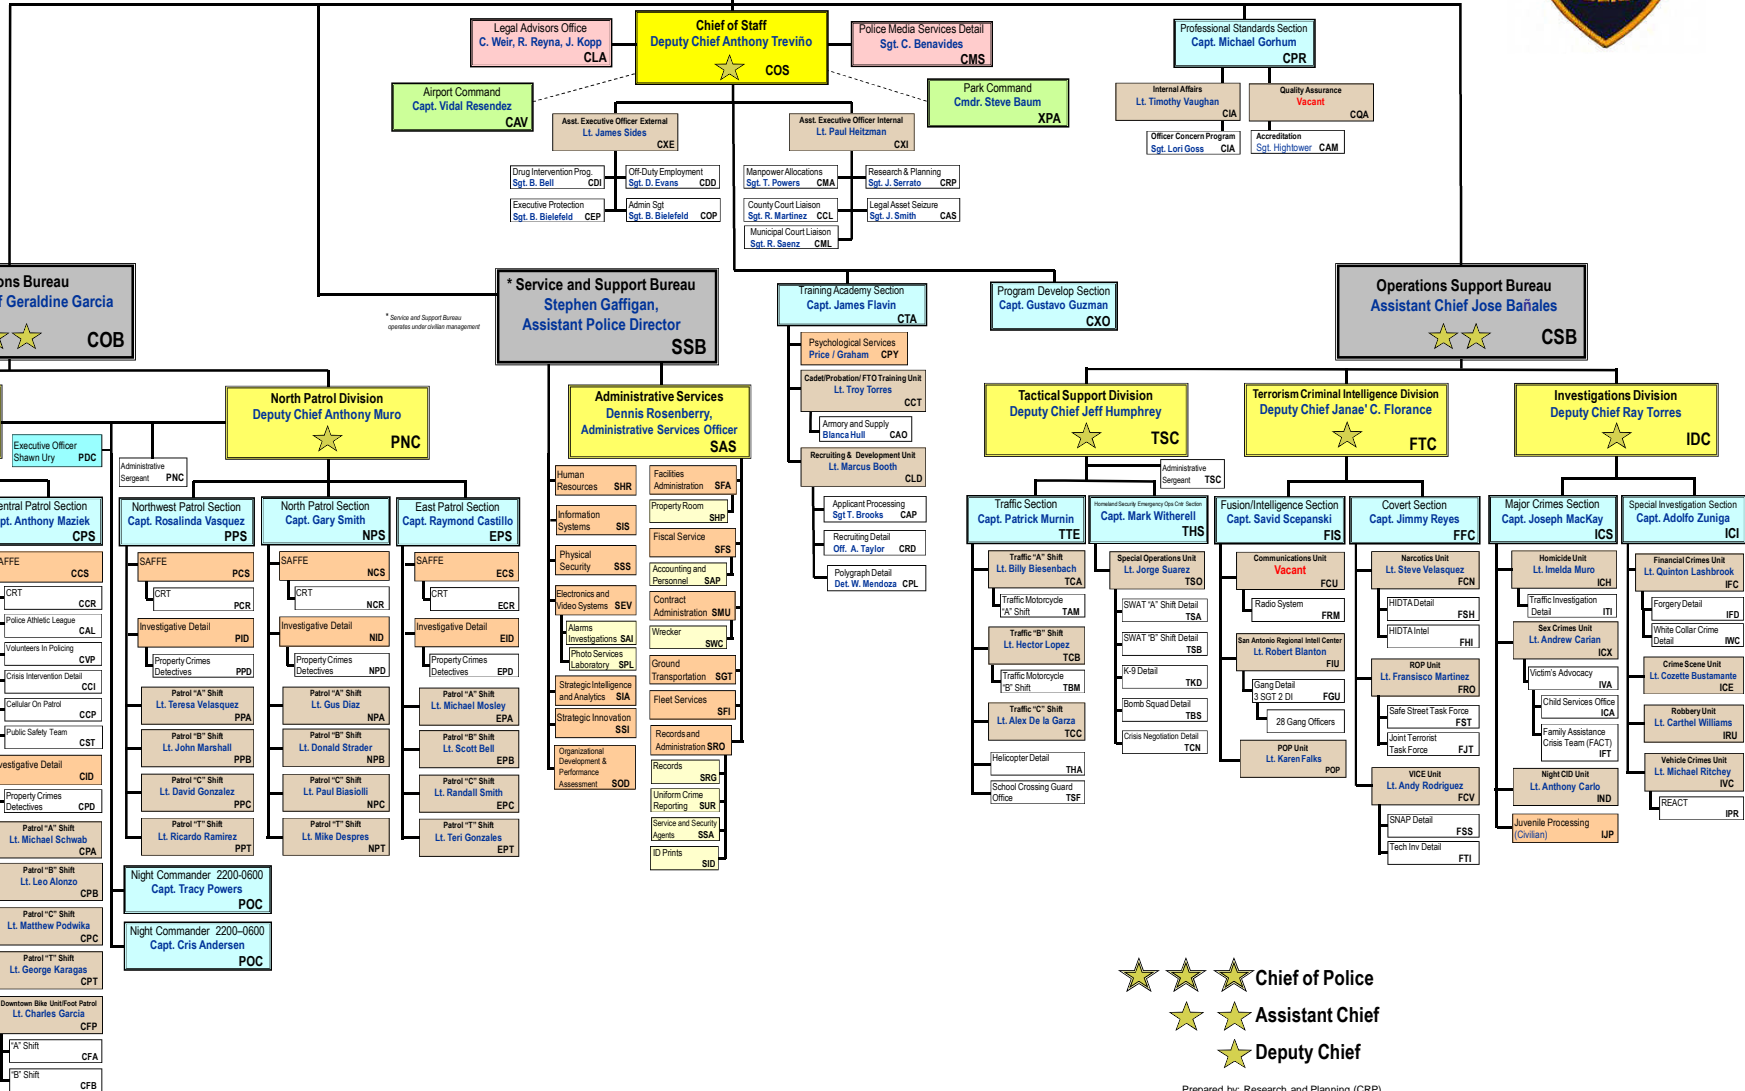 Legal Advisors Office
C. Weir, R. Reyna, J. Kopp
CLA
Chief of Staff
Deputy Chief Anthony Treviño
COS
Police Media Services Detail
Sgt. C. Benavides
CMS
Professional Standards Section
Capt. Michael Gorhum
CPR
Airport Command
Capt. Vidal Resendez
CAV
Park Command
Cmdr. Steve Baum
XPA
Internal Affairs
Lt. Timothy Vaughan
CIA
Quality Assurance
Vacant
CQA
Officer Concern Program
Sgt. Lori Goss CIA
Accreditation
Sgt. Hightower CAM
Asst. Executive Officer External
Lt. James Sides
CXE
Asst. Executive Officer Internal
Lt. Paul Heitzman
CXI
Drug Intervention Prog.
Sgt. B. Bell CDI
Off-Duty Employment
Sgt. D. Evans CDD
Executive Protection
Sgt. B. Bielefeld CEP
Admin Sgt
Sgt. B. Bielefeld COP
Manpower Allocations
Sgt. T. Powers CMA
Research & Planning
Sgt. J. Serrato CRP
County Court Liaison
Sgt. R. Martinez CCL
Legal Asset Seizure
Sgt. J. Smith CAS
Municipal Court Liaison
Sgt. R. Saenz CML
ons Bureau
f Geraldine Garcia
COB
* Service and Support Bureau
operates under civilian management
* Service and Support Bureau
Stephen Gaffigan,
Assistant Police Director
SSB
Training Academy Section
Capt. James Flavin
CTA
Program Develop Section
Capt. Gustavo Guzman
CXO
Operations Support Bureau
Assistant Chief Jose Bañales
CSB
Psychological Services
Price / Graham CPY
Cadet/Probation/ FTO Training Unit
Lt. Troy Torres
CCT
Armory and Supply
Blanca Hull CAO
Recruiting & Development Unit
Lt. Marcus Booth
CLD
Applicant Processing
Sgt T. Brooks CAP
Recruiting Detail
Off. A. Taylor CRD
Polygraph Detail
Det. W. Mendoza CPL
North Patrol Division
Deputy Chief Anthony Muro
PNC
Executive Officer
Shawn Ury PDC
Administrative
Sergeant PNC
Administrative Services
Dennis Rosenberry,
Administrative Services Officer
SAS
Tactical Support Division
Deputy Chief Jeff Humphrey
TSC
Terrorism Criminal Intelligence Division
Deputy Chief Janae' C. Florance
FTC
Investigations Division
Deputy Chief Ray Torres
IDC
Administrative
Sergeant TSC
entral Patrol Section
pt. Anthony Maziek
CPS
AFFE
CCS
CRT
CCR
Police Athletic League
CAL
Volunteers In Policing
CVP
Crisis Intervention Detail
CCI
Cellular On Patrol
CCP
Public Safety Team
CST
vestigative Detail
CID
Property Crimes
Detectives CPD
Patrol "A" Shift
Lt. Michael Schwab
CPA
Patrol "B" Shift
Lt. Leo Alonzo
CPB
Patrol "C" Shift
Lt. Matthew Podwika
CPC
Patrol "T" Shift
Lt. George Karagas
CPT
Downtown Bike Unit/Foot Patrol
Lt. Charles Garcia
CFP
"A" Shift
CFA
"B" Shift
CFB
Northwest Patrol Section
Capt. Rosalinda Vasquez
PPS
SAFFE
PCS
CRT
PCR
Investigative Detail
PID
Property Crimes
Detectives PPD
Patrol "A" Shift
Lt. Teresa Velasquez
PPA
Patrol "B" Shift
Lt. John Marshall
PPB
Patrol "C" Shift
Lt. David Gonzalez
PPC
Patrol "T" Shift
Lt. Ricardo Ramirez
PPT
Night Commander 2200-0600
Capt. Tracy Powers
POC
Night Commander 2200–0600
Capt. Cris Andersen
POC
North Patrol Section
Capt. Gary Smith
NPS
SAFFE
NCS
CRT
NCR
Investigative Detail
NID
Property Crimes
Detectives NPD
Patrol "A" Shift
Lt. Gus Diaz
NPA
Patrol "B" Shift
Lt. Donald Strader
NPB
Patrol "C" Shift
Lt. Paul Biasiolli
NPC
Patrol "T" Shift
Lt. Mike Despres
NPT
East Patrol Section
Capt. Raymond Castillo
EPS
SAFFE
ECS
CRT
ECR
Investigative Detail
EID
Property Crimes
Detectives EPD
Patrol "A" Shift
Lt. Michael Mosley
EPA
Patrol "B" Shift
Lt. Scott Bell
EPB
Patrol "C" Shift
Lt. Randall Smith
EPC
Patrol "T" Shift
Lt. Teri Gonzales
EPT
Human
Resources SHR
Information
Systems SIS
Physical
Security SSS
Electronics and
Video Systems SEV
Alarms
Investigations SAI
Photo Services
Laboratory SPL
Strategic Intelligence
and Analytics SIA
Strategic Innovation
SSI
Organizational
Development &
Performance
Assessment SOD
Facilities
Administration SFA
Property Room
SHP
Fiscal Service
SFS
Accounting and
Personnel SAP
Contract
Administration SMU
Wrecker
SWC
Ground
Transportation SGT
Fleet Services
SFI
Records and
Administration SRO
Records
SRG
Uniform Crime
Reporting SUR
Service and Security
Agents SSA
ID Prints
SID
Traffic Section
Capt. Patrick Murnin
TTE
Traffic "A" Shift
Lt. Billy Biesenbach
TCA
Traffic Motorcycle
"A" Shift TAM
Traffic "B" Shift
Lt. Hector Lopez
TCB
Traffic Motorcycle
"B" Shift TBM
Traffic "C" Shift
Lt. Alex De la Garza
TCC
Helicopter Detail
THA
School Crossing Guard
Office TSF
Homeland Security Emergency Ops Cntr Section
Capt. Mark Witherell
THS
Special Operations Unit
Lt. Jorge Suarez
TSO
SWAT "A" Shift Detail
TSA
SWAT "B" Shift Detail
TSB
K-9 Detail
TKD
Bomb Squad Detail
TBS
Crisis Negotiation Detail
TCN
Fusion/Intelligence Section
Capt. Savid Scepanski
FIS
Communications Unit
Vacant
FCU
Radio System
FRM
San Antonio Regional Intell Center
Lt. Robert Blanton
FIU
Gang Detail
3 SGT 2 DI
FGU
28 Gang Officers
POP Unit
Lt. Karen Falks
POP
Covert Section
Capt. Jimmy Reyes
FFC
Narcotics Unit
Lt. Steve Velasquez
FCN
HIDTA Detail
FSH
HIDTA Intel
FHI
ROP Unit
Lt. Fransisco Martinez
FRO
Safe Street Task Force
FST
Joint Terrorist
Task Force FJT
VICE Unit
Lt. Andy Rodriguez
FCV
SNAP Detail
FSS
Tech Inv Detail
FTI
Major Crimes Section
Capt. Joseph MacKay
ICS
Homicide Unit
Lt. Imelda Muro
ICH
Traffic Investigation
Detail ITI
Sex Crimes Unit
Lt. Andrew Carian
ICX
Victim's Advocacy
IVA
Child Services Office
ICA
Family Assistance
Crisis Team (FACT)
IFT
Night CID Unit
Lt. Anthony Carlo
IND
Juvenile Processing
(Civilian) IJP
Special Investigation Section
Capt. Adolfo Zuniga
ICI
Financial Crimes Unit
Lt. Quinton Lashbrook
IFC
Forgery Detail
IFD
White Collar Crime
Detail IWC
Crime Scene Unit
Lt. Cozette Bustamante
ICE
Robbery Unit
Lt. Carthel Williams
IRU
Vehicle Crimes Unit
Lt. Michael Ritchey
IVC
REACT
IPR
Chief of Police
Assistant Chief
Deputy Chief
Prepared by: Research and Planning (CRP)